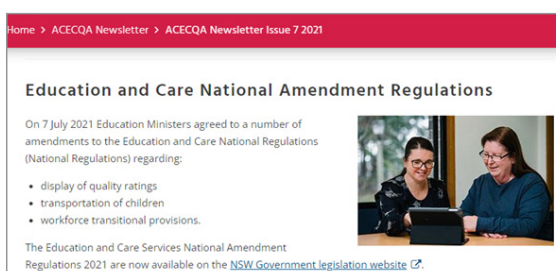 Home > ACECQA Newsletter > ACECQA Newsletter Issue 7 2021
Education and Care National Amendment Regulations
On 7 July 2021 Education Ministers agreed to a number of
amendments to the Education and Care National Regulations
(National Regulations) regarding:
• display of quality ratings
• transportation of children
• workforce transitional provisions.
The Education and Care Services National Amendment
Regulations 2021 are now available on the NSW Government legislation website.